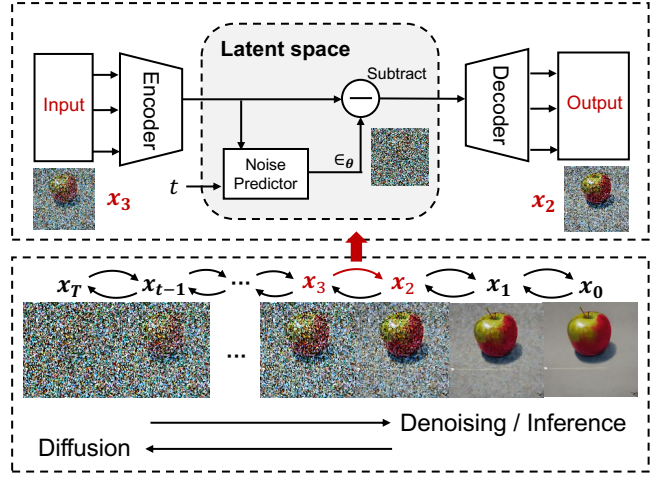 Latent space
Input
Encoder
Subtract
Decoder
Output
Noise
Predictor
∈θ
t
x3
x2
xT xt−1 ... x3 x2 x1 x0
...
Denoising / Inference
Diffusion